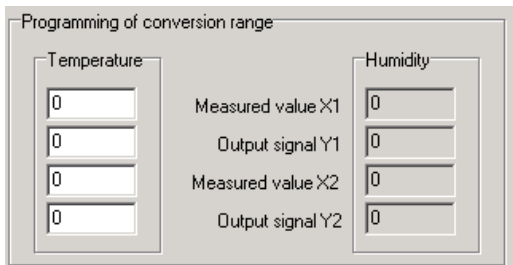 Programming of conversion range
Temperature Humidity
0 Measured value X1 0
0 Output signal Y1 0
0 Measured value X2 0
0 Output signal Y2 0